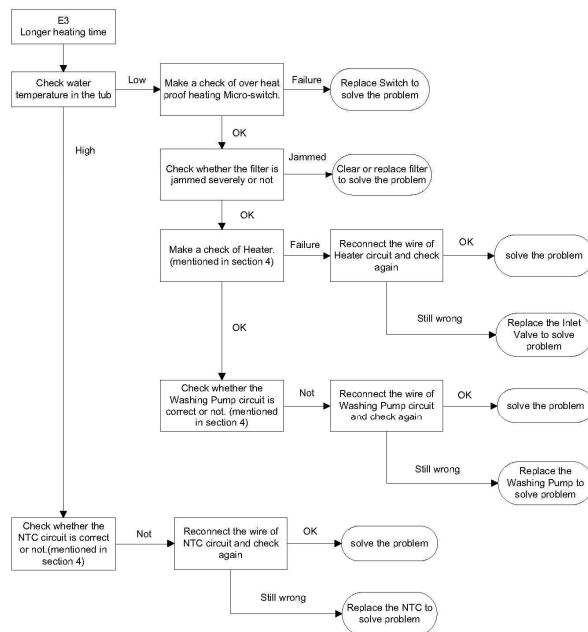 E3
Longer heating time
Check water
temperature in the tub
Low
Make a check of over heat
proof heating Micro-switch.
Failure
Replace Switch to
solve the problem
OK
High
Check whether the filter is
jammed severely or not
Jammed
Clear or replace filter
to solve the problem
OK
Make a check of Heater.
(mentioned in section 4)
Failure
Reconnect the wire of
Heater circuit and check
again
OK
solve the problem
Still wrong
Replace the Inlet
Valve to solve
problem
OK
Check whether the
Washing Pump circuit is
correct or not. (mentioned
in section 4)
Not
Reconnect the wire of
Washing Pump circuit
and check again
OK
solve the problem
Still wrong
Replace the
Washing Pump to
solve problem
Check whether the
NTC circuit is correct
or not.(mentioned in
section 4)
Not
Reconnect the wire of
NTC circuit and check
again
OK
solve the problem
Still wrong
Replace the NTC to
solve problem